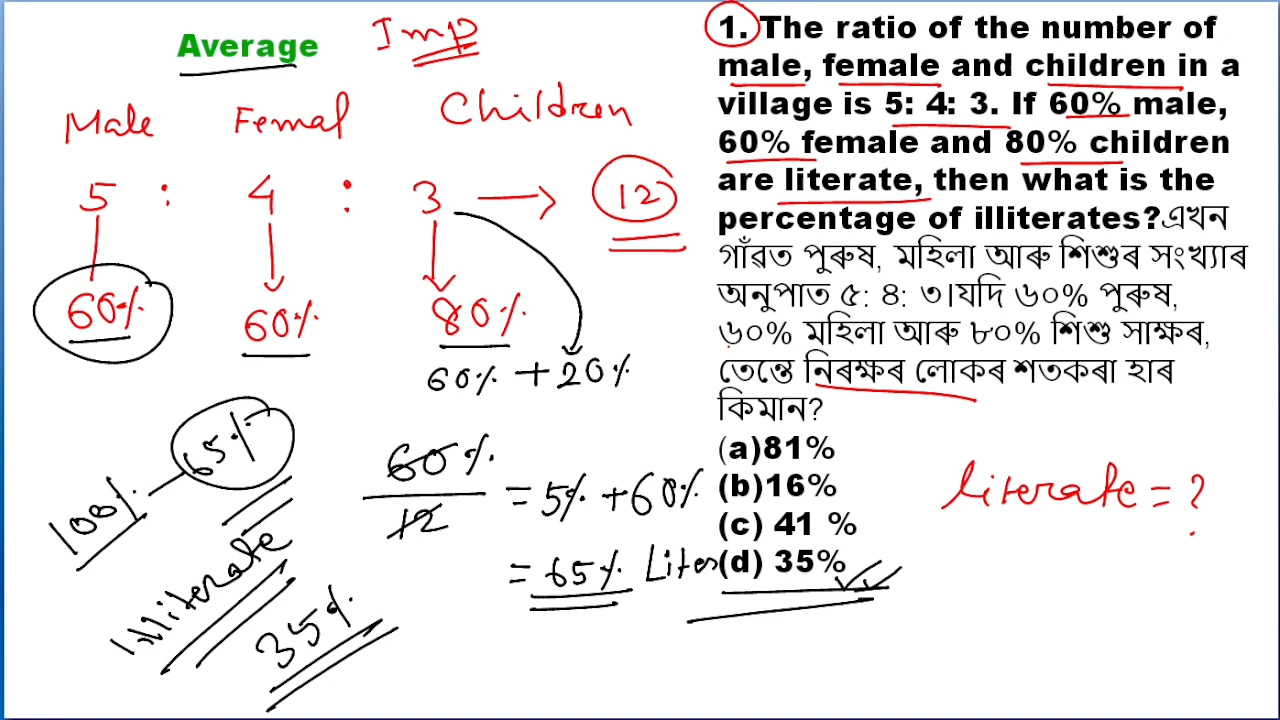 Average
Imp
Male Femal Children
5 : 4 : 3 → 12
60% 60% 80%
60% + 20%
60%
12
= 5% + 60%
= 65% Liter
100% - 65%
Illiterate
35%
1. The ratio of the number of
male, female and children in a
village is 5: 4: 3. If 60% male,
60% female and 80% children
are literate, then what is the
percentage of illiterates?এখন
গাঁৱত পুৰুষ, মহিলা আৰু শিশুৰ সংখ্যাৰ
অনুপাত ৫: 4: ৩।যদি ৬০% পুৰুষ,
৬০% মহিলা আৰু ৮০% শিশু সাক্ষৰ,
তেন্তে নিৰক্ষৰ লোকৰ শতকৰা হাৰ
কিমান?
(a)81%
(b)16%
(c) 41 %
(d) 35%
literate = ?